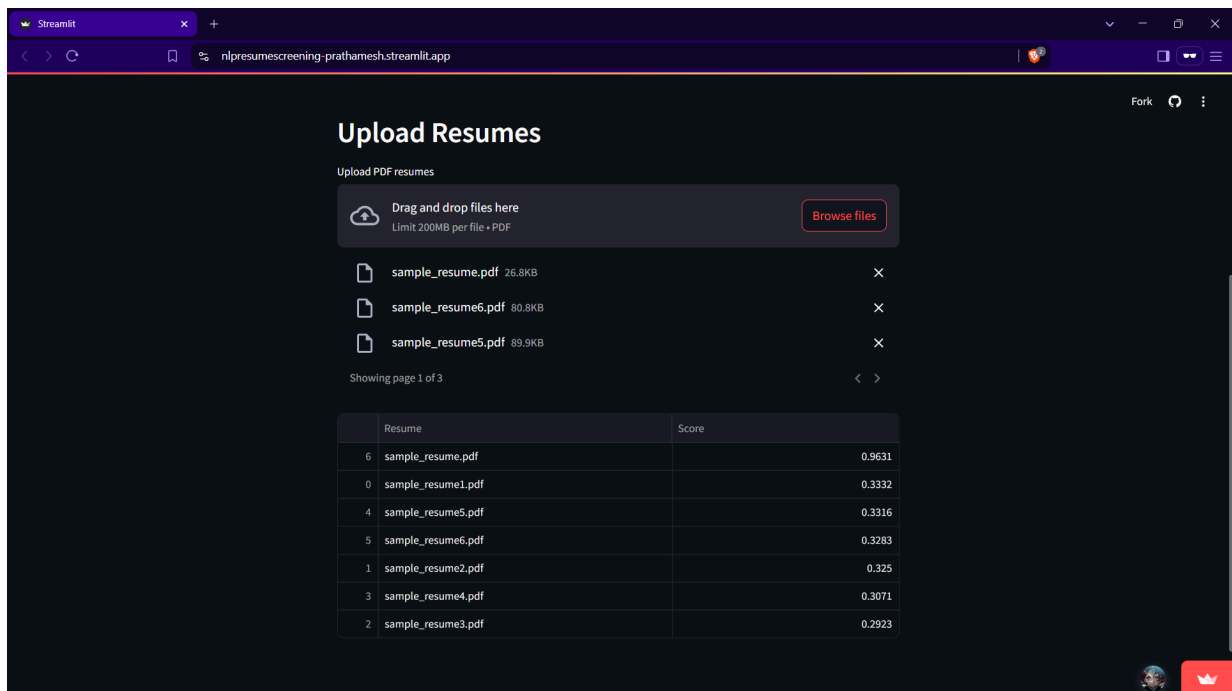 Streamlit
nlpresumescreening-prathamesh.streamlit.app
2
Fork
Upload Resumes
Upload PDF resumes
Drag and drop files here
Limit 200MB per file • PDF
Browse files
sample_resume.pdf 26.8KB
sample_resume6.pdf 80.8KB
sample_resume5.pdf 89.9KB
Showing page 1 of 3
Resume Score
6 sample_resume.pdf 0.9631
0 sample_resume1.pdf 0.3332
4 sample_resume5.pdf 0.3316
5 sample_resume6.pdf 0.3283
1 sample_resume2.pdf 0.325
3 sample_resume4.pdf 0.3071
2 sample_resume3.pdf 0.2923